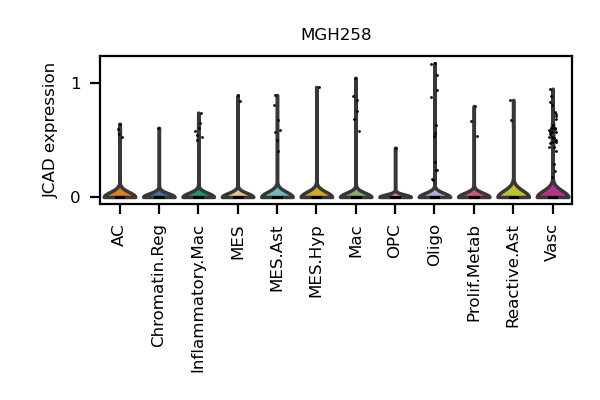 MGH258
JCAD expression
1
0
AC
Chromatin.Reg
Inflammatory.Mac
MES
MES.Ast
MES.Hyp
Mac
OPC
Oligo
Prolif.Metab
Reactive.Ast
Vasc